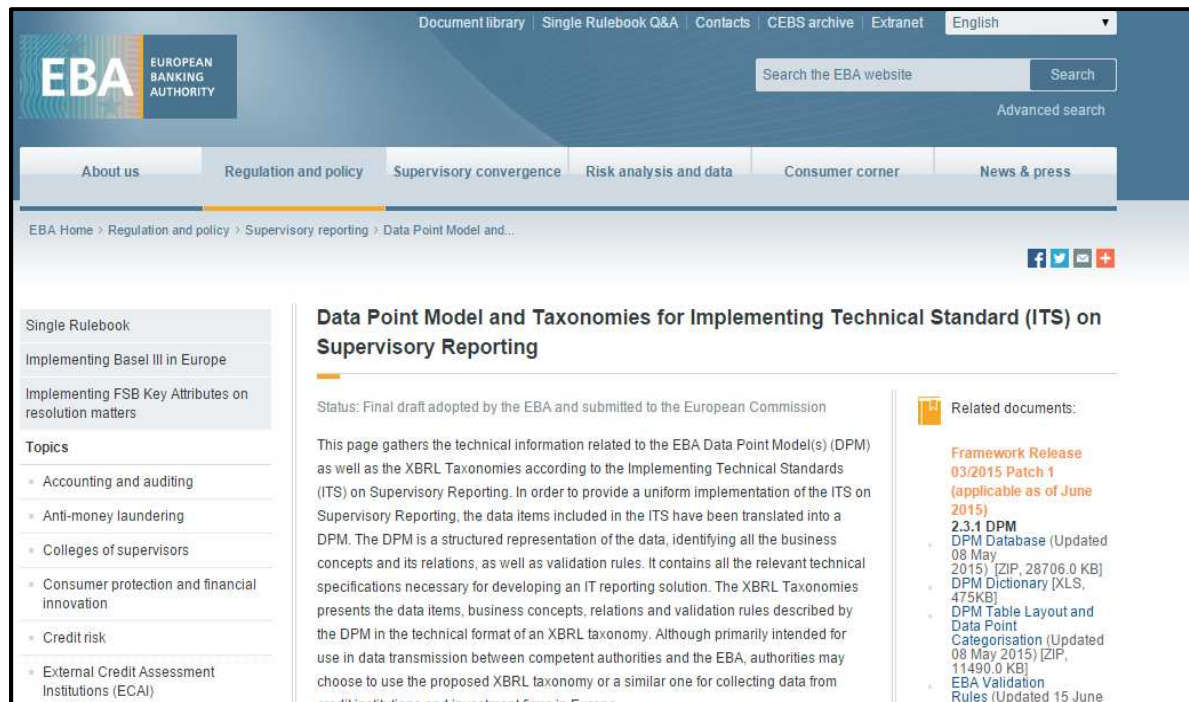 Document library | Single Rulebook Q&A | Contacts | CEBS archive | Extranet
English
EBA
EUROPEAN
BANKING
AUTHORITY
Search the EBA website
Search
Advanced search
About us
Regulation and policy
Supervisory convergence
Risk analysis and data
Consumer corner
News & press
EBA Home > Regulation and policy > Supervisory reporting > Data Point Model and...
Single Rulebook
Implementing Basel III in Europe
Implementing FSB Key Attributes on
resolution matters
Topics
Accounting and auditing
Anti-money laundering
Colleges of supervisors
Consumer protection and financial
innovation
Credit risk
External Credit Assessment
Institutions (ECAI)
Data Point Model and Taxonomies for Implementing Technical Standard (ITS) on
Supervisory Reporting
Status: Final draft adopted by the EBA and submitted to the European Commission
This page gathers the technical information related to the EBA Data Point Model(s) (DPM)
as well as the XBRL Taxonomies according to the Implementing Technical Standards
(ITS) on Supervisory Reporting. In order to provide a uniform implementation of the ITS on
Supervisory Reporting, the data items included in the ITS have been translated into a
DPM. The DPM is a structured representation of the data, identifying all the business
concepts and its relations, as well as validation rules. It contains all the relevant technical
specifications necessary for developing an IT reporting solution. The XBRL Taxonomies
presents the data items, business concepts, relations and validation rules described by
the DPM in the technical format of an XBRL taxonomy. Although primarily intended for
use in data transmission between competent authorities and the EBA, authorities may
choose to use the proposed XBRL taxonomy or a similar one for collecting data from
credit institutions and investment firms in Europe
Related documents:
Framework Release
03/2015 Patch 1
(applicable as of June
2015)
2.3.1 DPM
DPM Database (Updated
08 May
2015) [ZIP, 28706.0 KB]
DPM Dictionary [XLS,
475KB]
DPM Table Layout and
Data Point
Categorisation (Updated
08 May 2015) [ZIP,
11490.0 KB]
EBA Validation
Rules (Updated 15 June